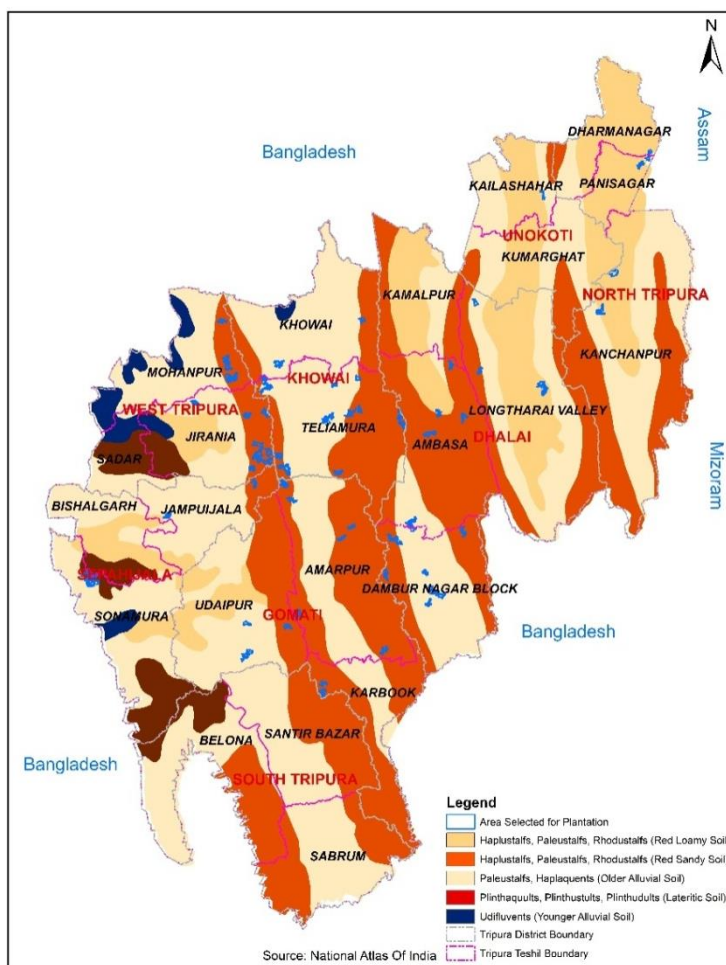 N
Assam
DHARMANAGAR
Bangladesh
KAILASHAHAR
PANISAGAR
UNOKOTI
KUMARGHAT
KAMALPUR
NORTH TRIPURA
KHOWAI
KANCHANPUR
MOHANPUR
KHOWAI
WEST TRIPURA
LONGTHARAI VALLEY
TELIAMURA
JIRANIA
AMBASA
DHALAI
SADAR
Mizoram
BISHALGARH
JAMPUIJALA
AMARPUR
DAMBUR NAGAR BLOCK
SONAMURA
UDAIPUR
GOMATI
Bangladesh
KARBOOK
SANTIR BAZAR
BELONA
Bangladesh
SOUTH TRIPURA
SABRUM
Legend
Area Selected for Plantation
Haplustalfs, Paleustalfs, Rhodustalfs (Red Loamy Soil)
Haplustalfs, Paleustalfs, Rhodustalfs (Red Sandy Soil)
Paleustalfs, Haplaquents (Older Alluvial Soil)
Plinthaquults, Plinthustults, Plinthudults (Lateritic Soil)
Udifluvents (Younger Alluvial Soil)
Tripura District Boundary
Tripura Teshil Boundary
Source: National Atlas Of India